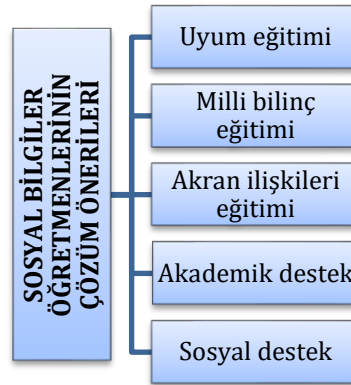 SOSYAL BİLGİLER
ÖĞRETMENLERİNİN
ÇÖZÜM ÖNERİLERİ
Uyum eğitimi
Milli bilinç
eğitimi
Akran ilişkileri
eğitimi
Akademik destek
Sosyal destek